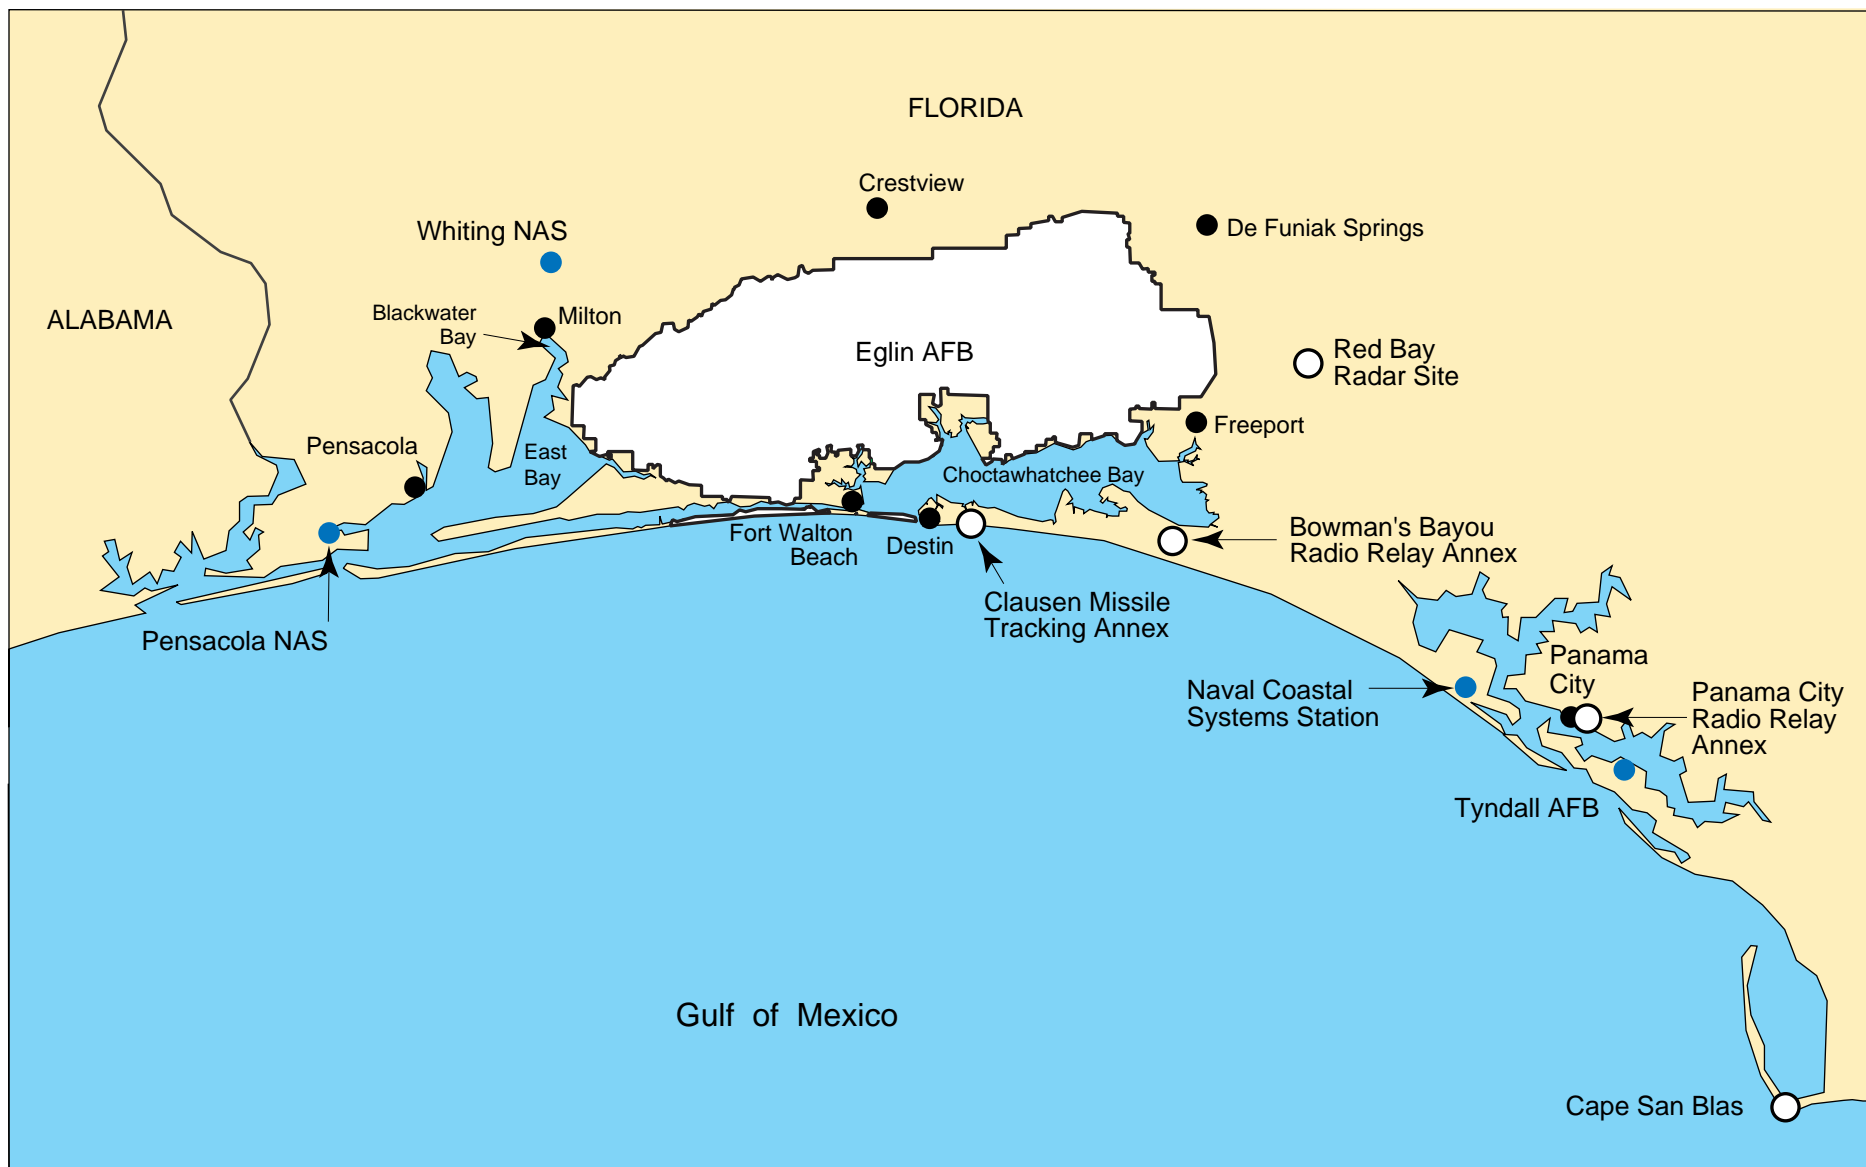 FLORIDA
Crestview
De Funiak Springs
Whiting NAS
Blackwater
Bay
Milton
ALABAMA
Eglin AFB
Red Bay
Radar Site
Freeport
Pensacola
East
Bay
Choctawhatchee Bay
Fort Walton
Beach
Destin
Bowman's Bayou
Radio Relay Annex
Clausen Missile
Tracking Annex
Pensacola NAS
Naval Coastal
Systems Station
Panama
City
Panama City
Radio Relay
Annex
Tyndall AFB
Gulf of Mexico
Cape San Blas